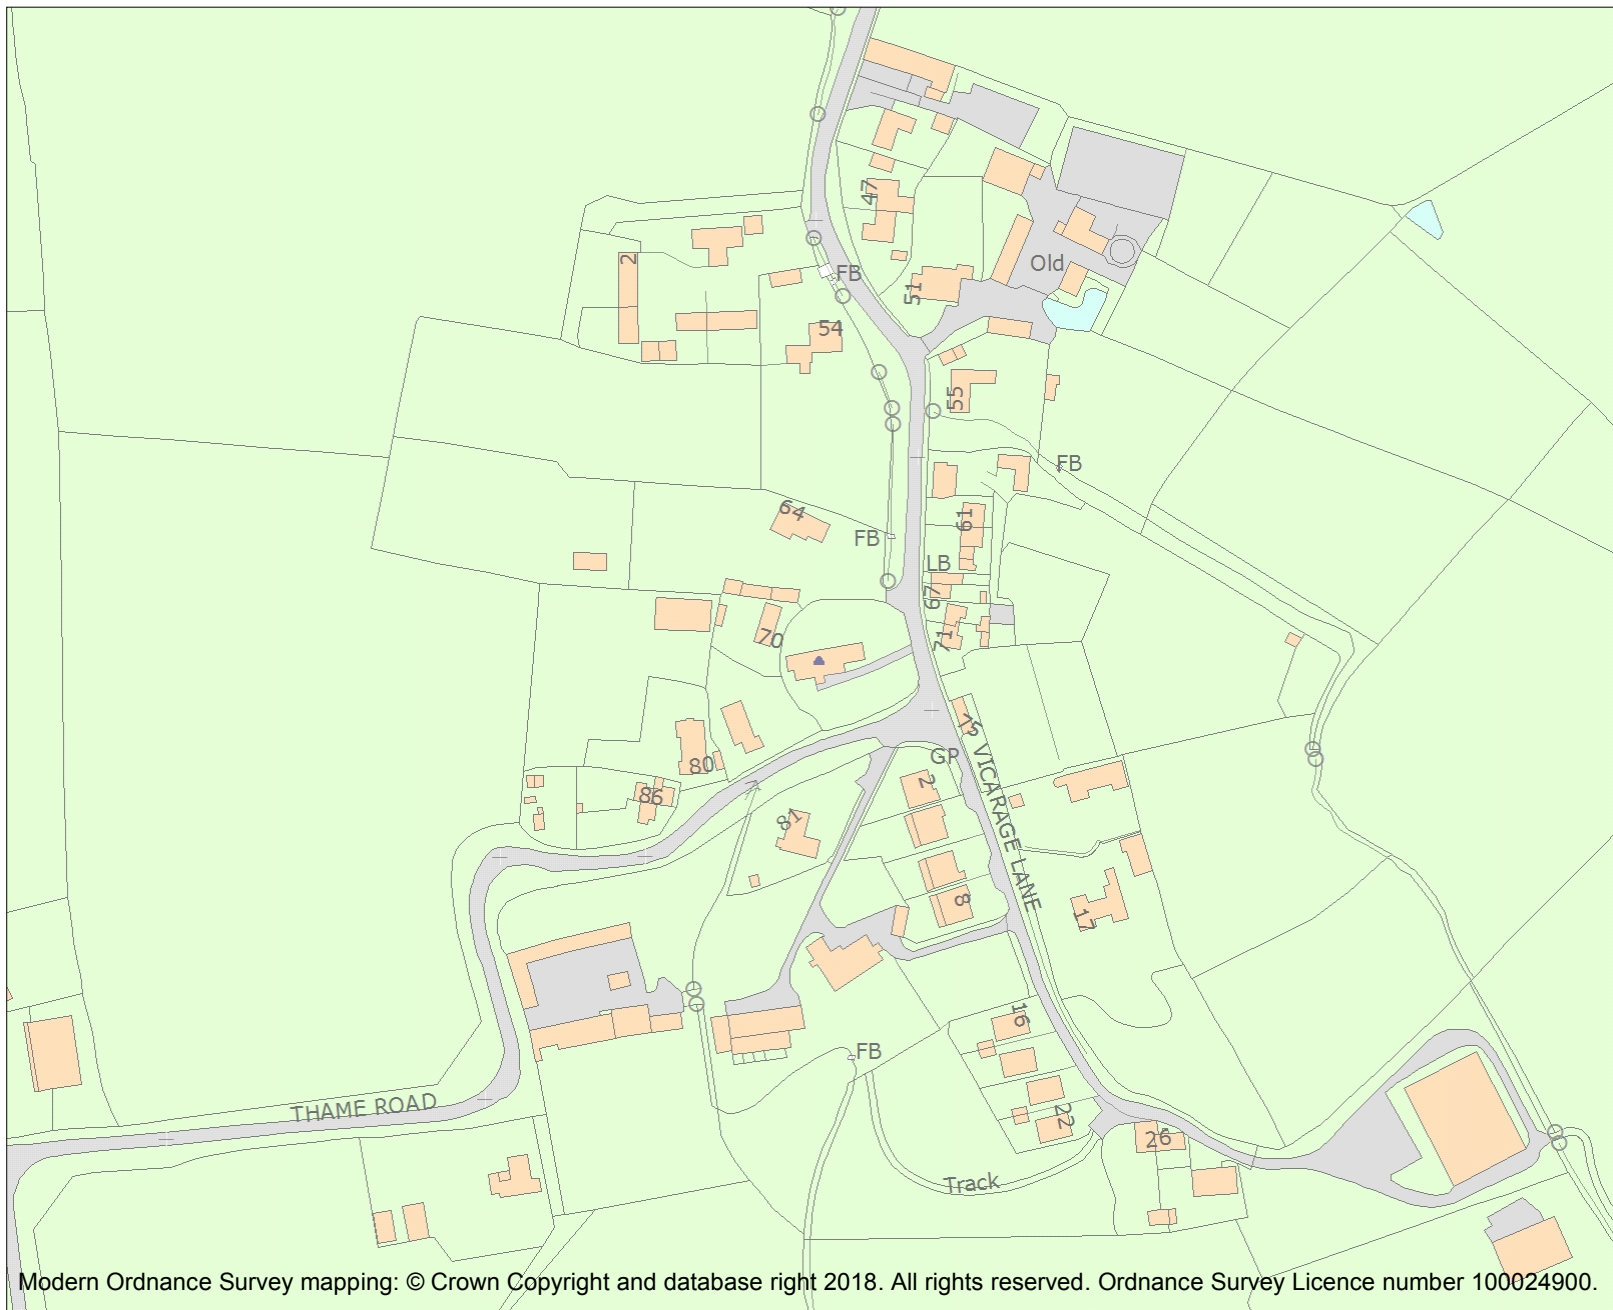 47
2
FB
Old
51
54
55
FB
64
61
FB
LB
67
70
71
75
VICARAGE LANE
GP
80
2
86
81
8
17
16
FB
THAME ROAD
22
26
Track
Modern Ordnance Survey mapping: © Crown Copyright and database right 2018. All rights reserved. Ordnance Survey Licence number 100024900.